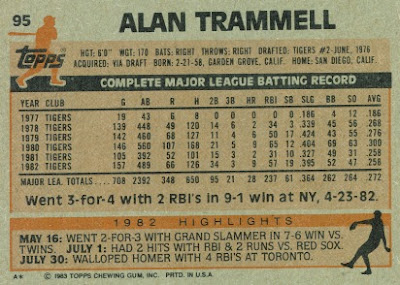 95
ALAN TRAMMELL
Topps
HGT: 6'0" WGT: 170 BATS: RIGHT THROWS: RIGHT DRAFTED: TIGERS #2-JUNE, 1976
ACQUIRED: VIA DRAFT BORN: 2-21-58, GARDEN GROVE, CALIF. HOME: SAN DIEGO, CALIF.
COMPLETE MAJOR LEAGUE BATTING RECORD
YEAR CLUB G AB R H 2B 3B HR RBI SB SLG BB SO AVG
1977 TIGERS 19 43 6 8 0 0 0 0 0 .186 4 12 .186
1978 TIGERS 139 448 49 120 14 6 2 34 3 .339 45 56 .268
1979 TIGERS 142 460 68 127 11 4 6 50 17 .424 43 55 .276
1980 TIGERS 146 560 107 168 21 5 9 65 12 .404 69 63 .300
1981 TIGERS 105 392 52 101 15 3 2 31 10 .327 49 31 .258
1982 TIGERS 157 489 66 126 34 3 9 57 19 .395 52 47 .258
MAJOR LEA. TOTALS 708 2392 348 650 95 21 28 237 61 262 264 .272
Went 3-for-4 with 2 RBI's in 9-1 win at NY, 4-23-82.
1982 HIGHLIGHTS
MAY 16: WENT 2-FOR-3 WITH GRAND SLAMMER IN 7-6 WIN VS.
TWINS. JULY 1: HAD 2 HITS WITH RBI & 2 RUNS VS. RED SOX.
JULY 30: WALLOPED HOMER WITH 4 RBI'S AT TORONTO.
© 1983 TOPPS CHEWING GUM, INC. PRTD. IN U.S.A.